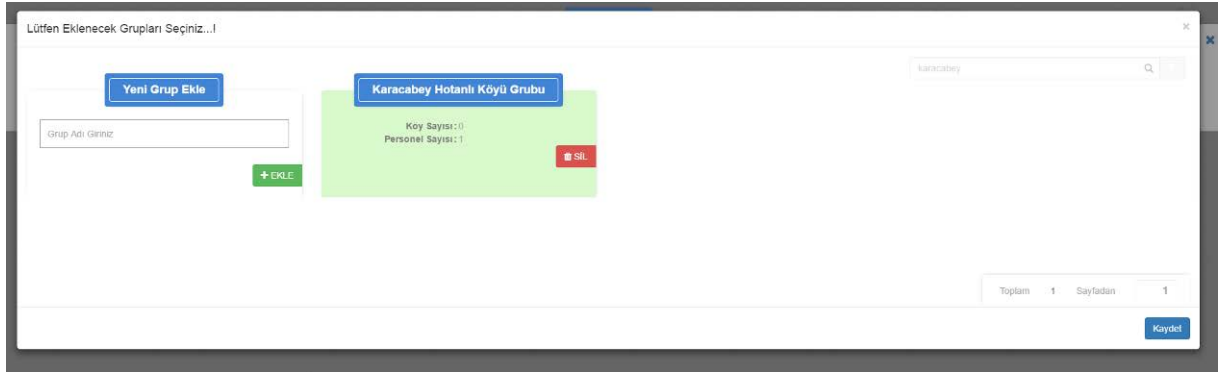 Lütfen Eklenecek Grupları Seçiniz...!
×
×
karacabey
Yeni Grup Ekle
Grup Adı Giriniz
+ EKLE
Karacabey Hotanlı Köyü Grubu
Koy Sayısı: 0
Personel Sayısı: 1
SİL
Toplam 1 Sayfadan 1
Kaydet